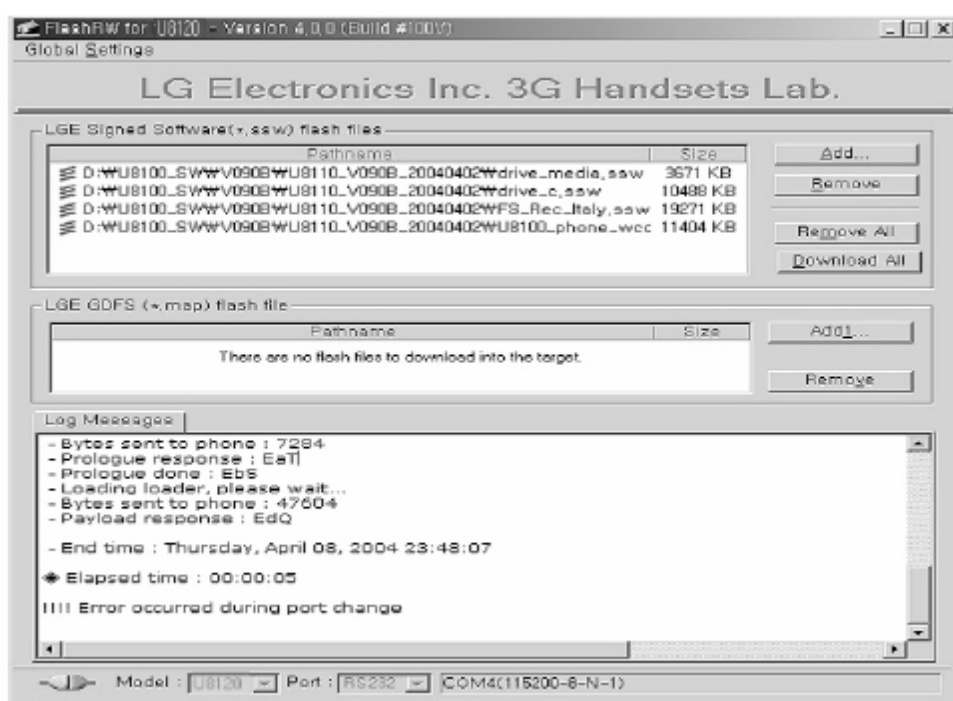 FlashRW for U8120 - Version 4,0,0 (Build #100V)
Global Settings
LG Electronics Inc. 3G Handsets Lab.
LGE Signed Software(*,ssw) flash files
Pathname Size
D:₩U8100_SW₩V090B₩U8110_V090B_20040402₩drive_media,ssw 3671 KB
D:₩U8100_SW₩V090B₩U8110_V090B_20040402₩drive_c,ssw 10488 KB
D:₩U8100_SW₩V090B₩U8110_V090B_20040402₩FS_Rec_Italy,ssw 19271 KB
D:₩U8100_SW₩V090B₩U8110_V090B_20040402₩U8100_phone_wcc 11404 KB
Add...
Remove
Remove All
Download All
LGE GDFS (*,map) flash file
Pathname Size
There are no flash files to download into the target.
Add1...
Remove
Log Messages
- Bytes sent to phone : 7284
- Prologue response : EaT
- Prologue done : EbS
- Loading loader, please wait...
- Bytes sent to phone : 47604
- Payload response : EdQ
- End time : Thursday, April 08, 2004 23:48:07
◈ Elapsed time : 00:00:05
!!!! Error occurred during port change
Model : U8120 Port : RS232 COM4(115200-8-N-1)